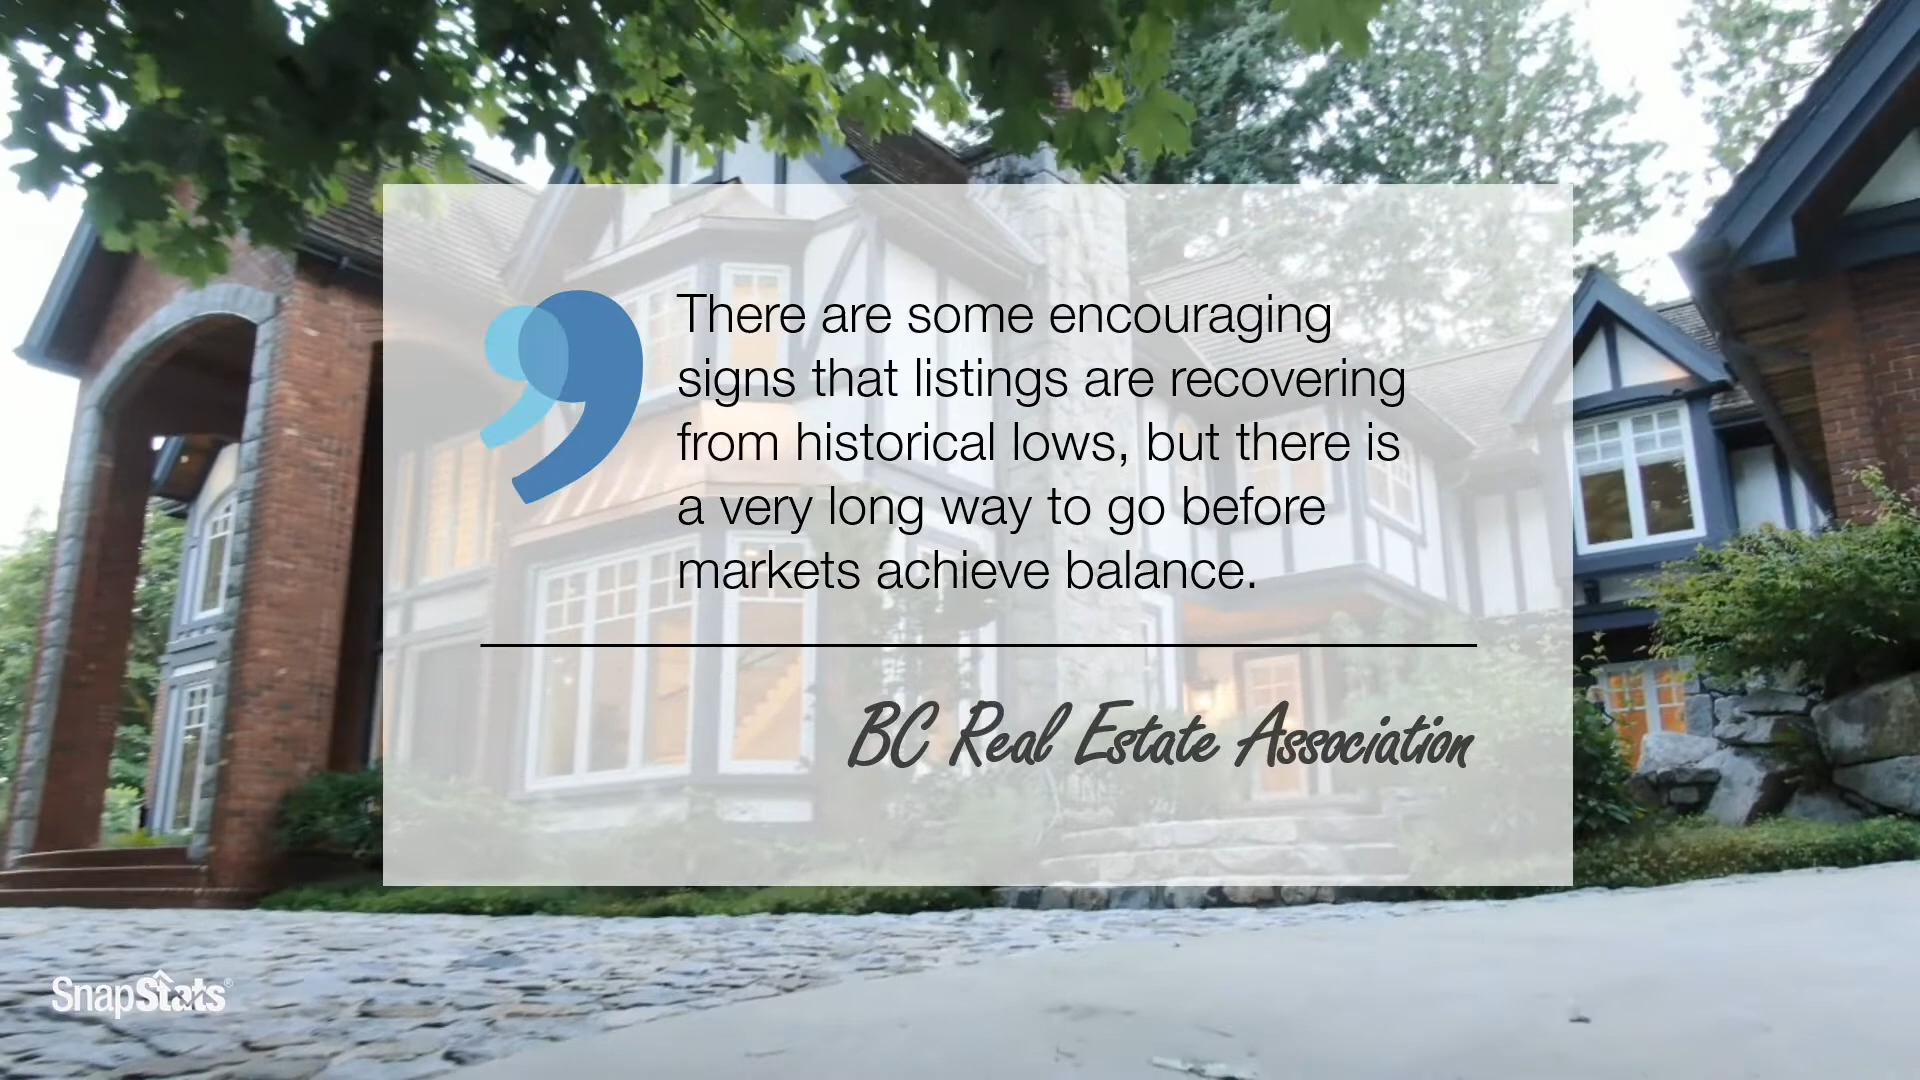 There are some encouraging
signs that listings are recovering
from historical lows, but there is
a very long way to go before
markets achieve balance.
BC Real Estate Association
SnapStats®